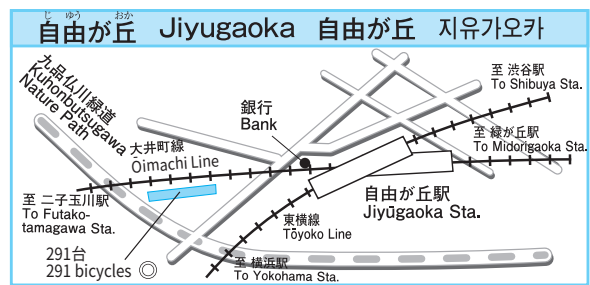 じ ゆう おか
自由が丘 Jiyugaoka 自由が丘 지유가오카
九品仏川緑道
Kuhonbutsugawa
Nature Path
大井町線
Ōimachi Line
銀行
Bank
至 渋谷駅
To Shibuya Sta.
至 緑が丘駅
To Midorigaoka Sta.
至 二子玉川駅
To Futako-
tamagawa Sta.
自由が丘駅
Jiyūgaoka Sta.
東横線
Tōyoko Line
291台
291 bicycles ◎
至 横浜駅
To Yokohama Sta.